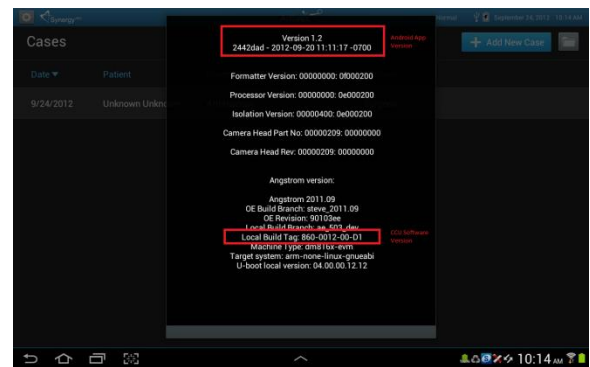 Synergy
September 24, 2012 10:14 AM
Cases
+ Add New Case
Date ▼ Patient
9/24/2012 Unknown
Version 1.2
2442dad - 2012-09-20 11:11:17 -0700
Android App
Version
Formatter Version: 00000000: 0f000200
Processor Version: 00000000: 0e000200
Isolation Version: 00000400: 0e000200
Camera Head Part No: 00000209: 00000000
Camera Head Rev: 00000209: 00000000
Angstrom version:
Angstrom 2011.09
OE Build Branch: steve_2011.09
OE Revision: 90103ee
Local Build Branch: ae_503_dev
Local Build Tag: 860-0012-00-D1
CCU Software
Version
Machine Type: dm816x-evm
Target system: arm-none-linux-gnueabi
U-boot local version: 04.00.00.12.12
10:14 AM